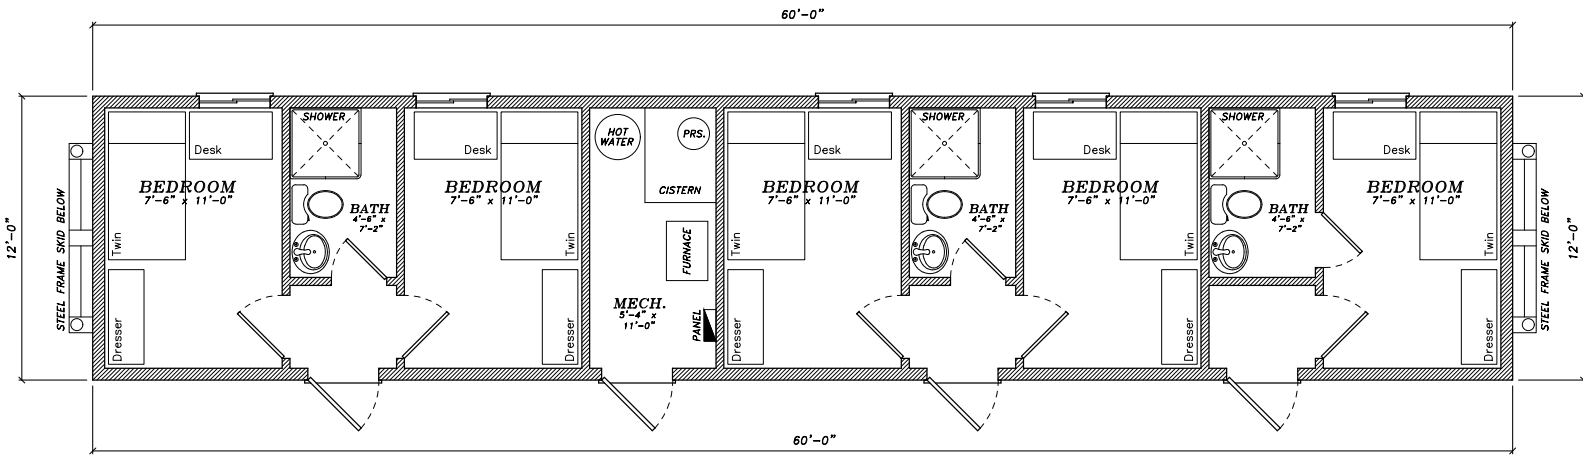 60'-0"
SHOWER
SHOWER
SHOWER
HOT
WATER
PRS.
Desk
Desk
Desk
Desk
Desk
BEDROOM
7'-6" x 11'-0"
BEDROOM
7'-6" x 11'-0"
CISTERN
BEDROOM
7'-6" x 11'-0"
BEDROOM
7'-6" x 11'-0"
BEDROOM
7'-6" x 11'-0"
BATH
4'-6" x
7'-2"
BATH
4'-6" x
7'-2"
BATH
4'-6" x
7'-2"
12'-0"
STEEL FRAME SKID BELOW
Twin
Twin
FURNACE
Twin
Twin
Twin
STEEL FRAME SKID BELOW
12'-0"
MECH.
5'-4" x
11'-0"
PANEL
Dresser
Dresser
Dresser
Dresser
Dresser
60'-0"